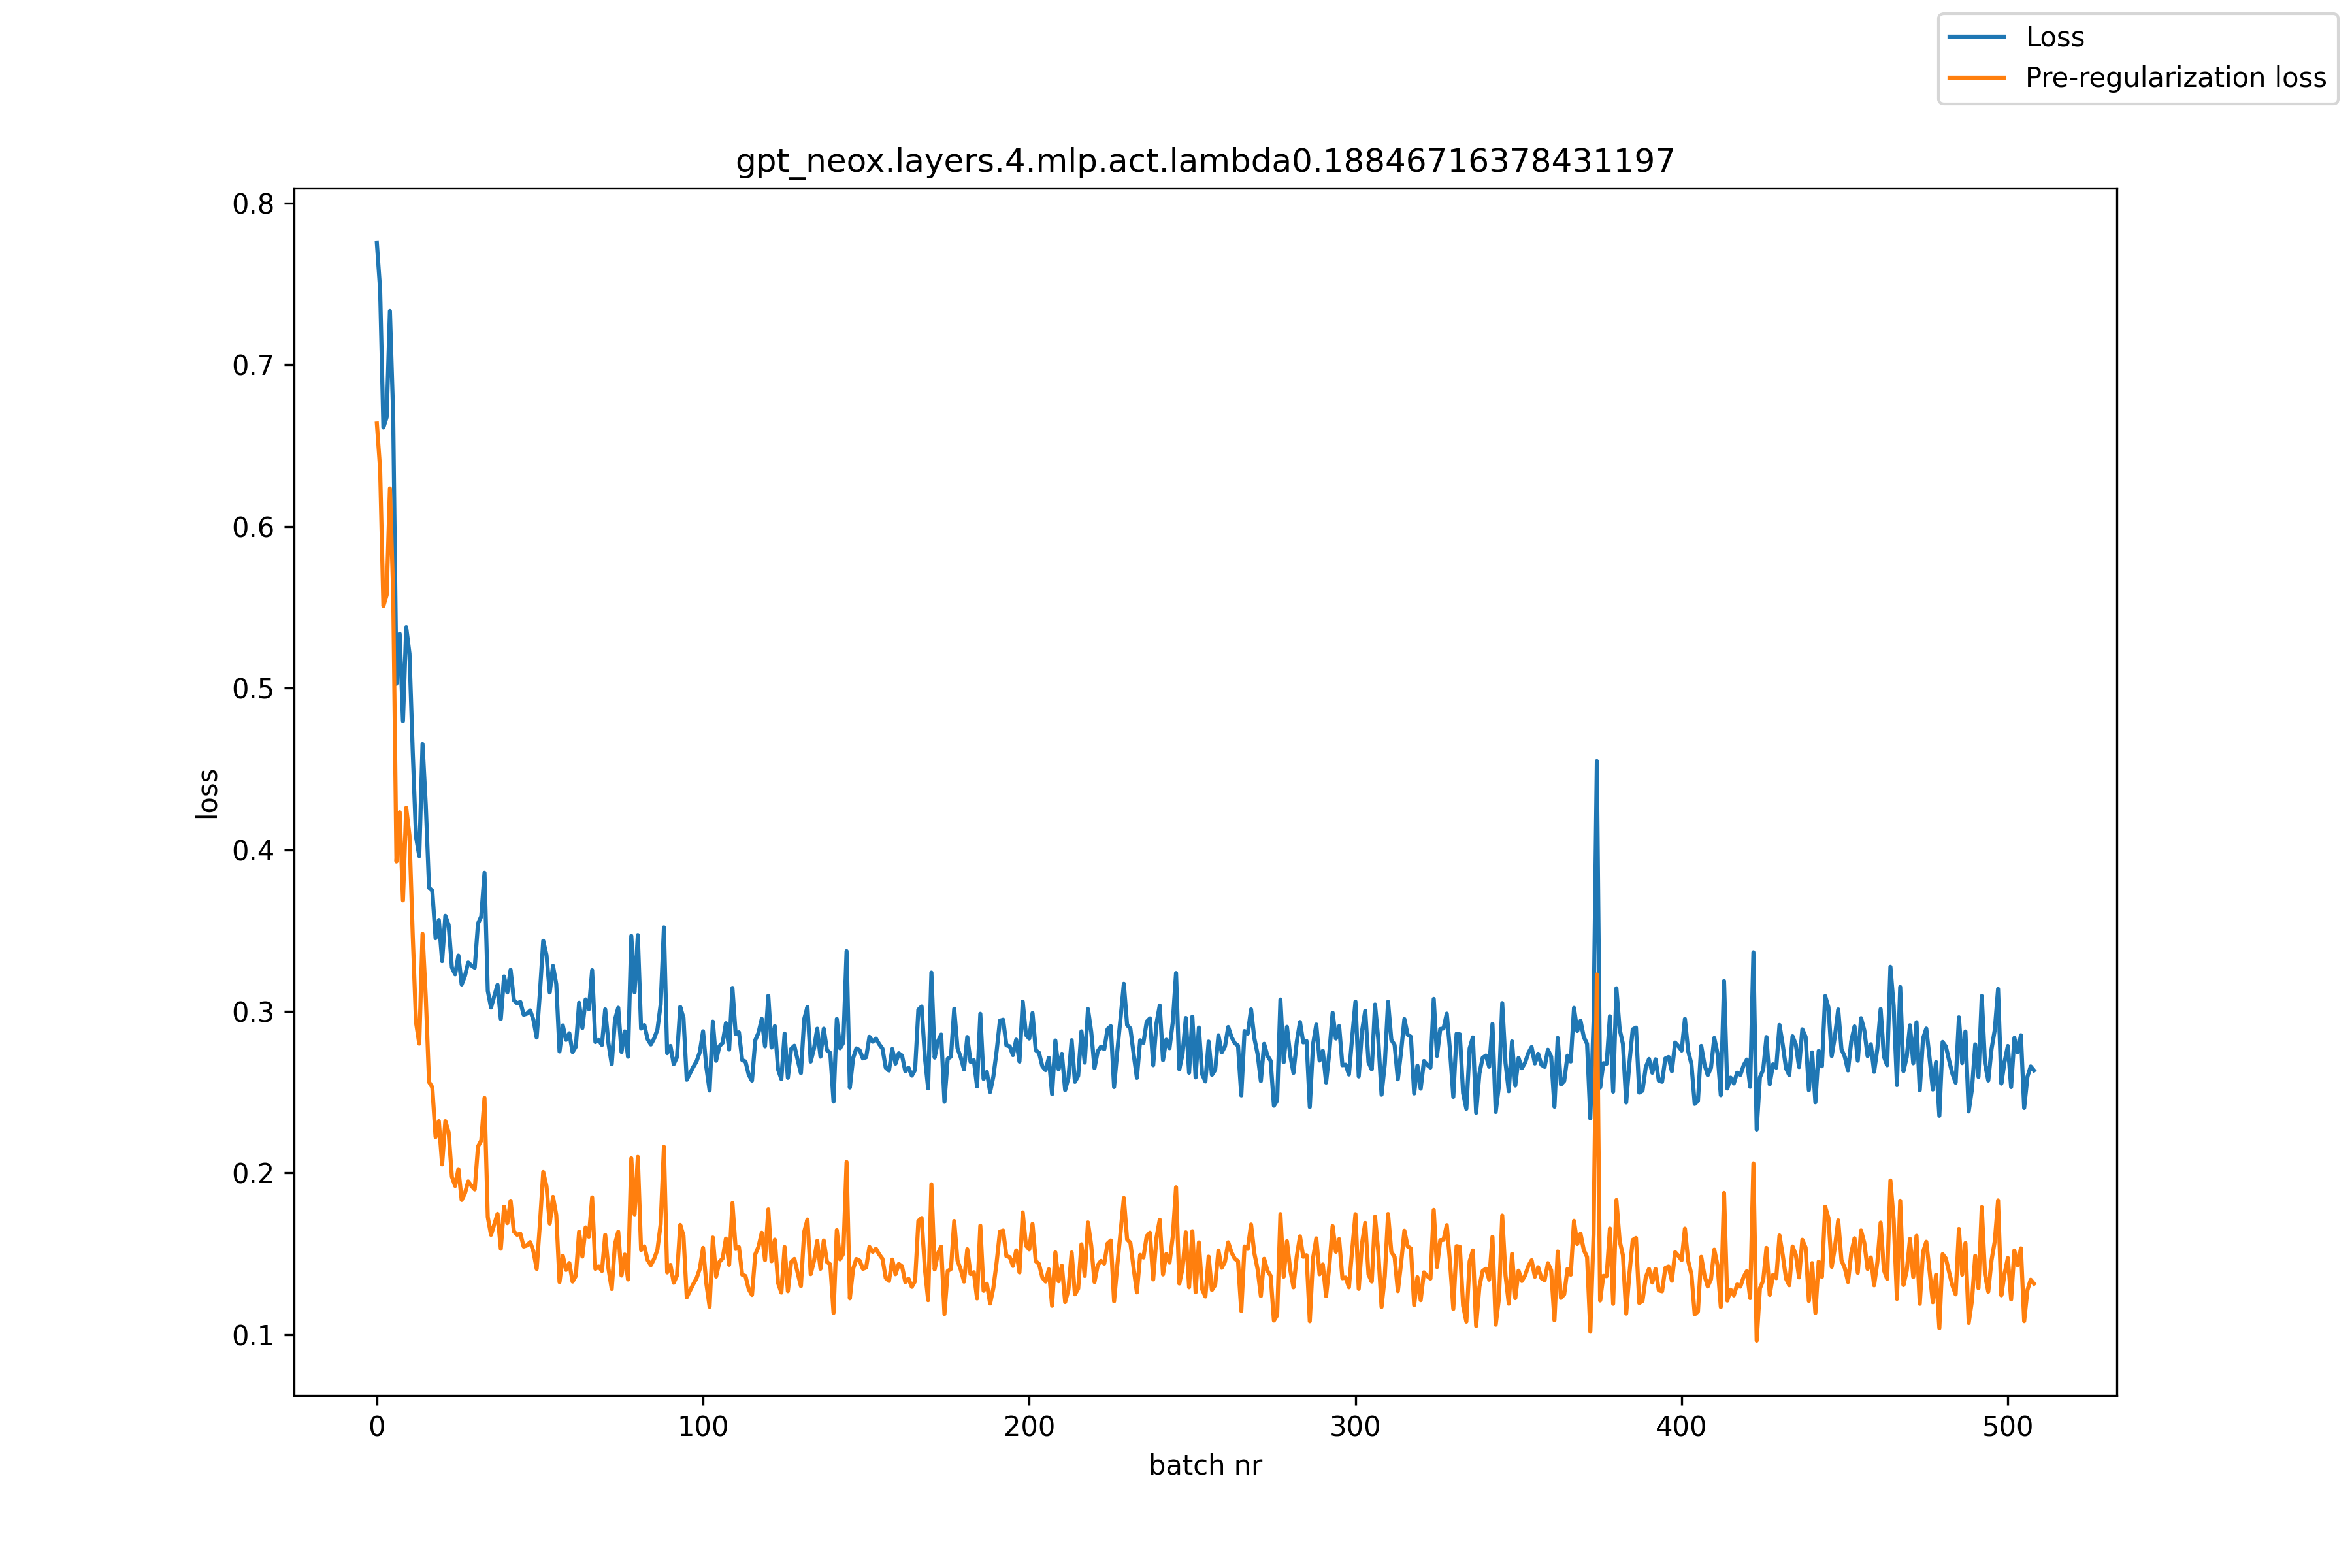 Loss
Pre-regularization loss
gpt_neox.layers.4.mlp.act.lambda0.18846716378431197
0.8
0.7
0.6
0.5
0.4
0.3
0.2
0.1
loss
0 100 200 300 400 500
batch nr